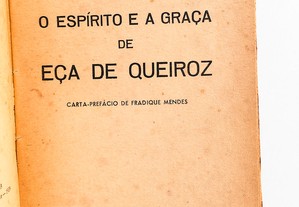 O ESPÍRITO E A GRAÇA
DE
EÇA DE QUEIROZ
CARTA-PREFÁCIO DE FRADIQUE MENDES